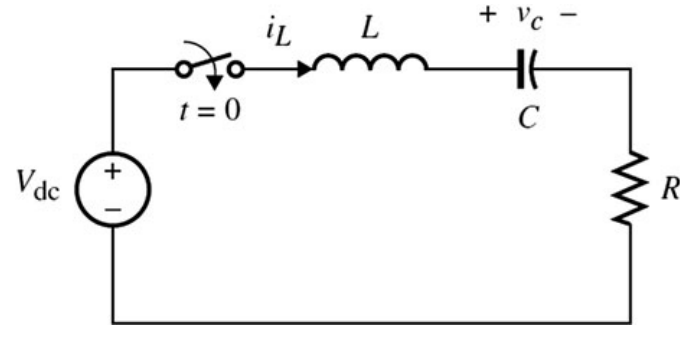 i_L L + v_c −
t = 0 C
V_dc + − R